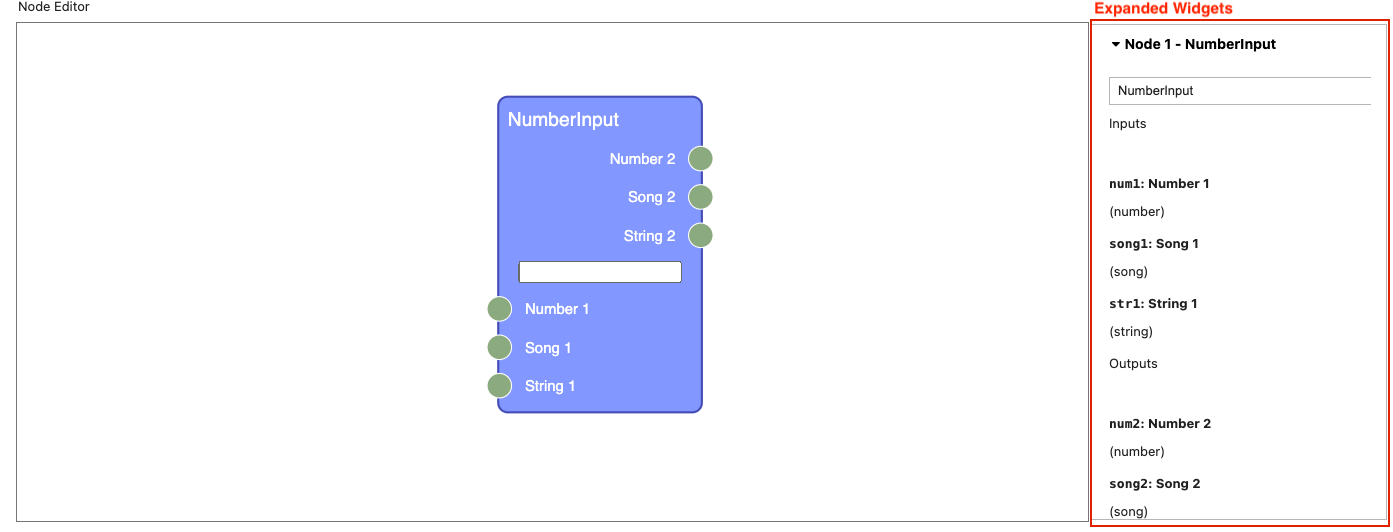 Node Editor
Expanded Widgets
NumberInput
Number 2
Song 2
String 2
Number 1
Song 1
String 1
Node 1 - NumberInput
NumberInput
Inputs
num1: Number 1
(number)
song1: Song 1
(song)
str1: String 1
(string)
Outputs
num2: Number 2
(number)
song2: Song 2
(song)